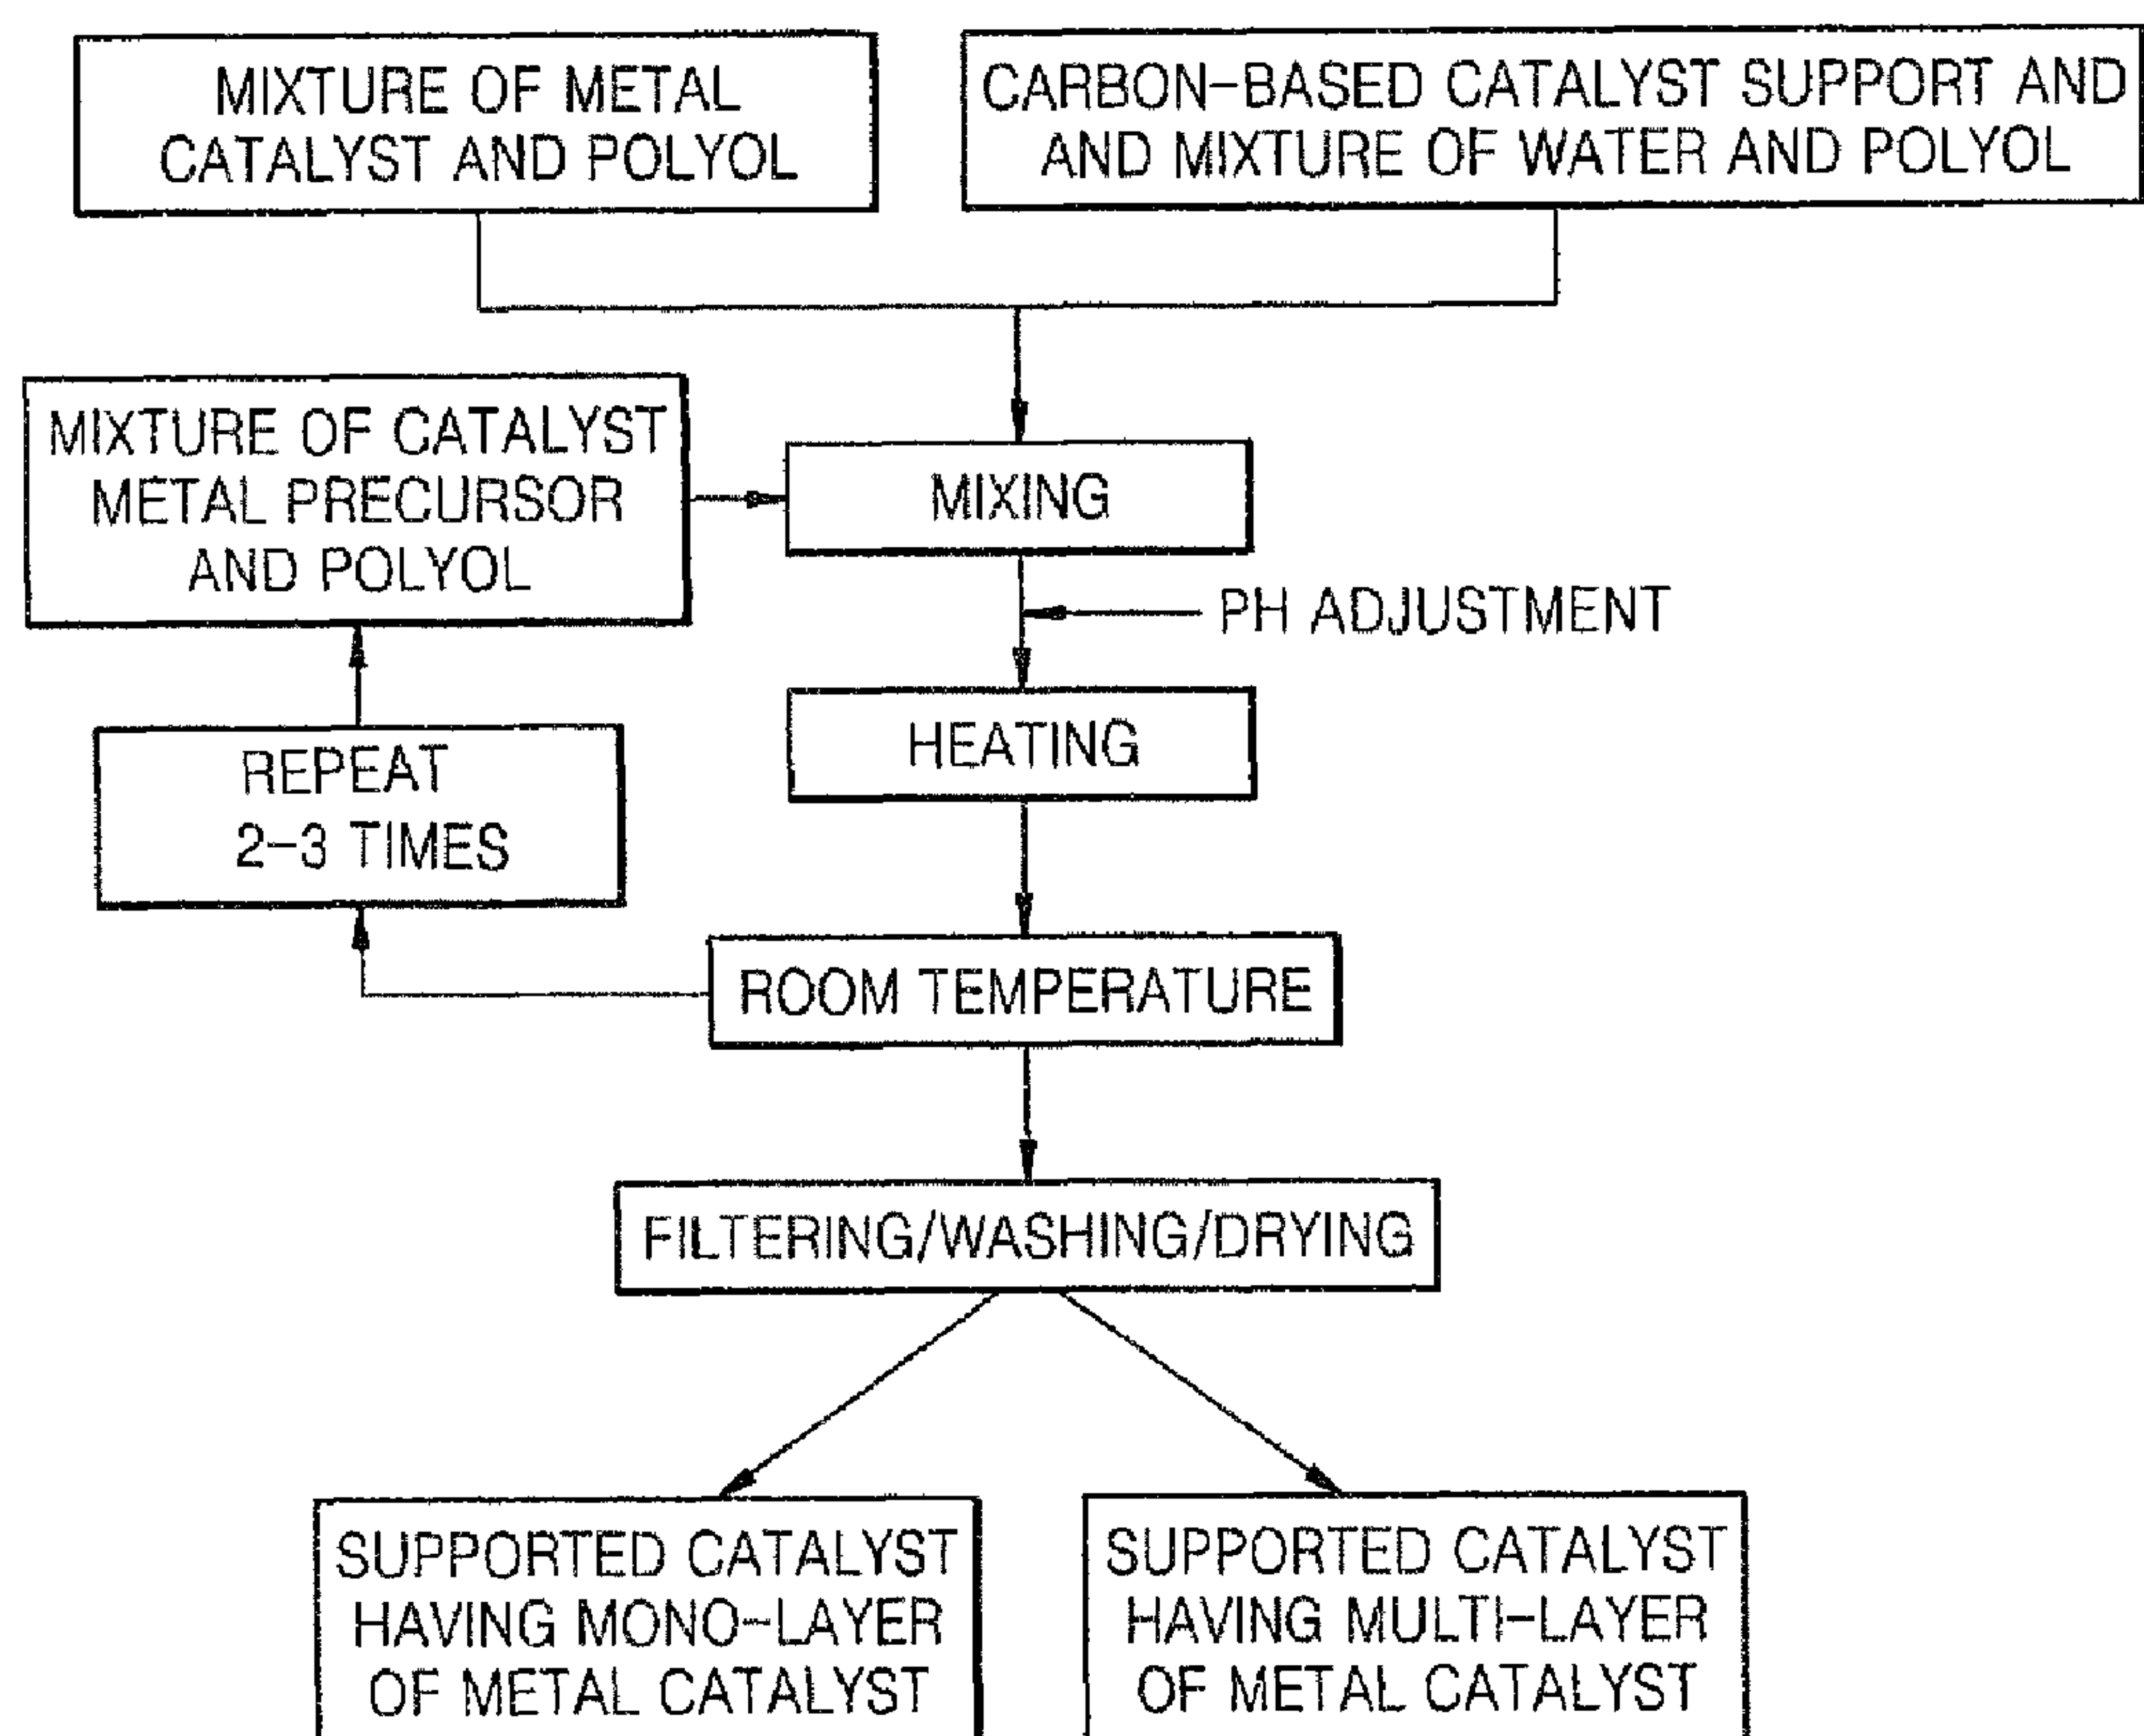 MIXTURE OF METAL
CATALYST AND POLYOL
CARBON-BASED CATALYST SUPPORT AND
AND MIXTURE OF WATER AND POLYOL
MIXTURE OF CATALYST
METAL PRECURSOR
AND POLYOL
MIXING
PH ADJUSTMENT
HEATING
REPEAT
2-3 TIMES
ROOM TEMPERATURE
FILTERING/WASHING/DRYING
SUPPORTED CATALYST
HAVING MONO-LAYER
OF METAL CATALYST
SUPPORTED CATALYST
HAVING MULTI-LAYER
OF METAL CATALYST